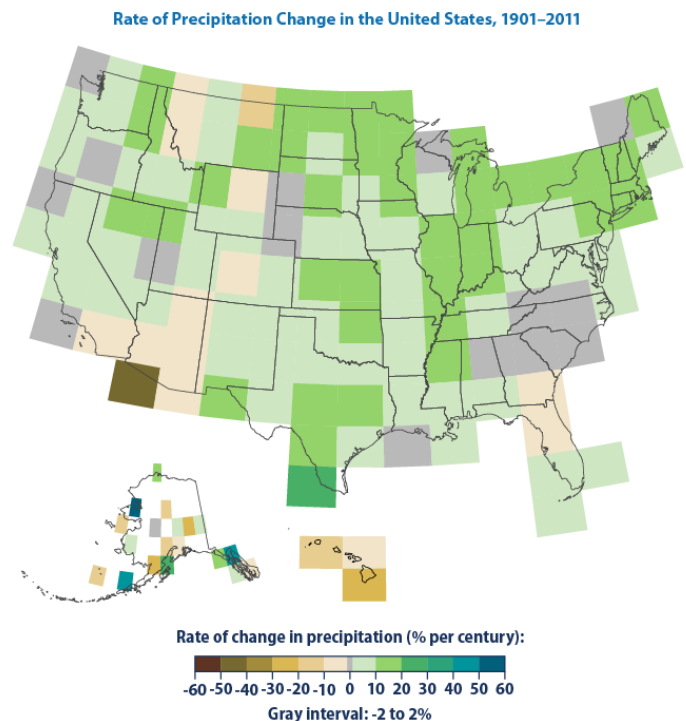 Rate of Precipitation Change in the United States, 1901–2011
Rate of change in precipitation (% per century):
-60 -50 -40 -30 -20 -10 0 10 20 30 40 50 60
Gray interval: -2 to 2%